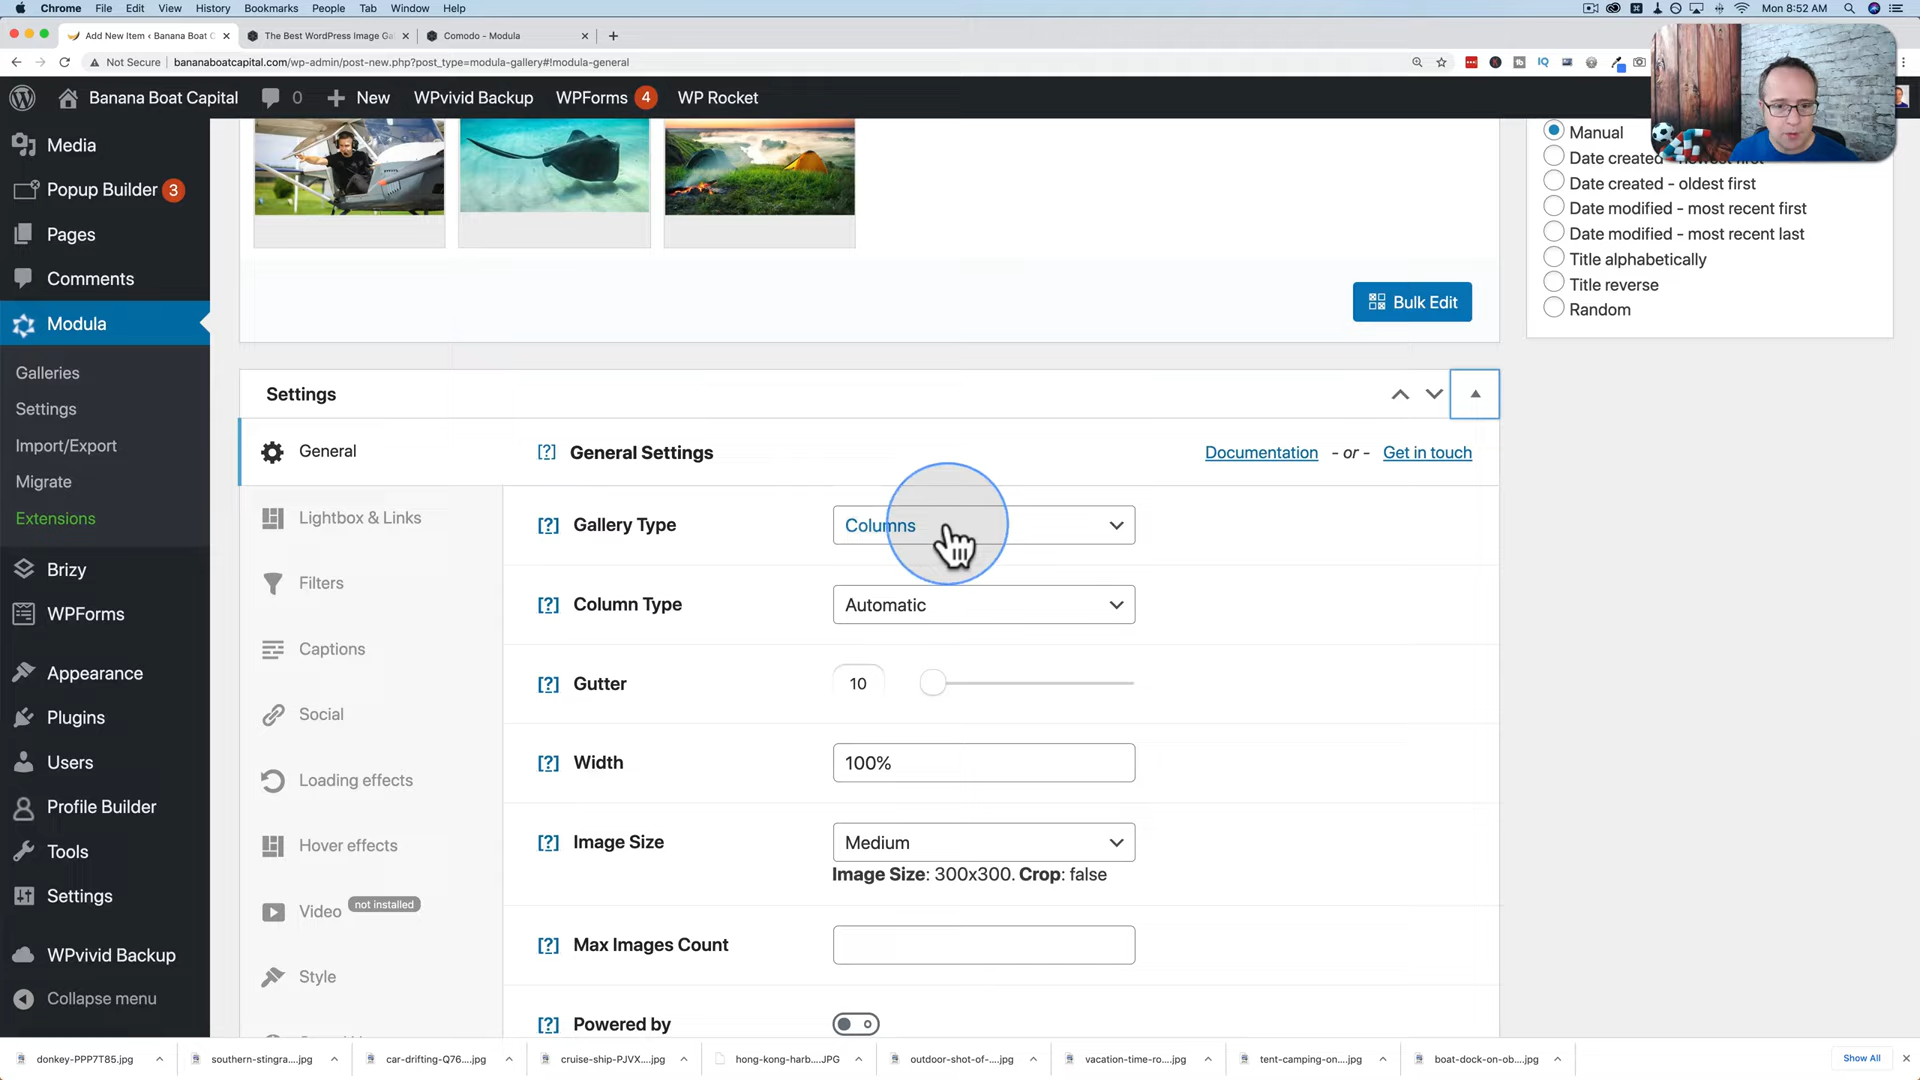 Chrome File Edit View History Bookmarks People Tab Window Help
Mon 8:52 AM
Add New Item ‹ Banana Boat C
The Best WordPress Image Ga
Comodo - Modula
Not Secure bananaboatcapital.com/wp-admin/post-new.php?post_type=modula-gallery#!modula-general
IQ
Banana Boat Capital 0 New WPvivid Backup WPForms 4 WP Rocket
Media
Popup Builder 3
Pages
Comments
Modula
Galleries
Settings
Import/Export
Migrate
Extensions
Brizy
WPForms
Appearance
Plugins
Users
Profile Builder
Tools
Settings
WPvivid Backup
Collapse menu
Bulk Edit
Manual
Date created - newest first
Date created - oldest first
Date modified - most recent first
Date modified - most recent last
Title alphabetically
Title reverse
Random
Settings
General
Lightbox & Links
Filters
Captions
Social
Loading effects
Hover effects
Video not installed
Style
[?] General Settings
Documentation - or - Get in touch
[?] Gallery Type Columns
[?] Column Type Automatic
[?] Gutter 10
[?] Width 100%
[?] Image Size Medium
Image Size: 300x300. Crop: false
[?] Max Images Count
[?] Powered by
donkey-PPP7T85.jpg
southern-stingra....jpg
car-drifting-Q76....jpg
cruise-ship-PJVX....jpg
hong-kong-harb....JPG
outdoor-shot-of-....jpg
vacation-time-ro....jpg
tent-camping-on....jpg
boat-dock-on-ob....jpg
Show All